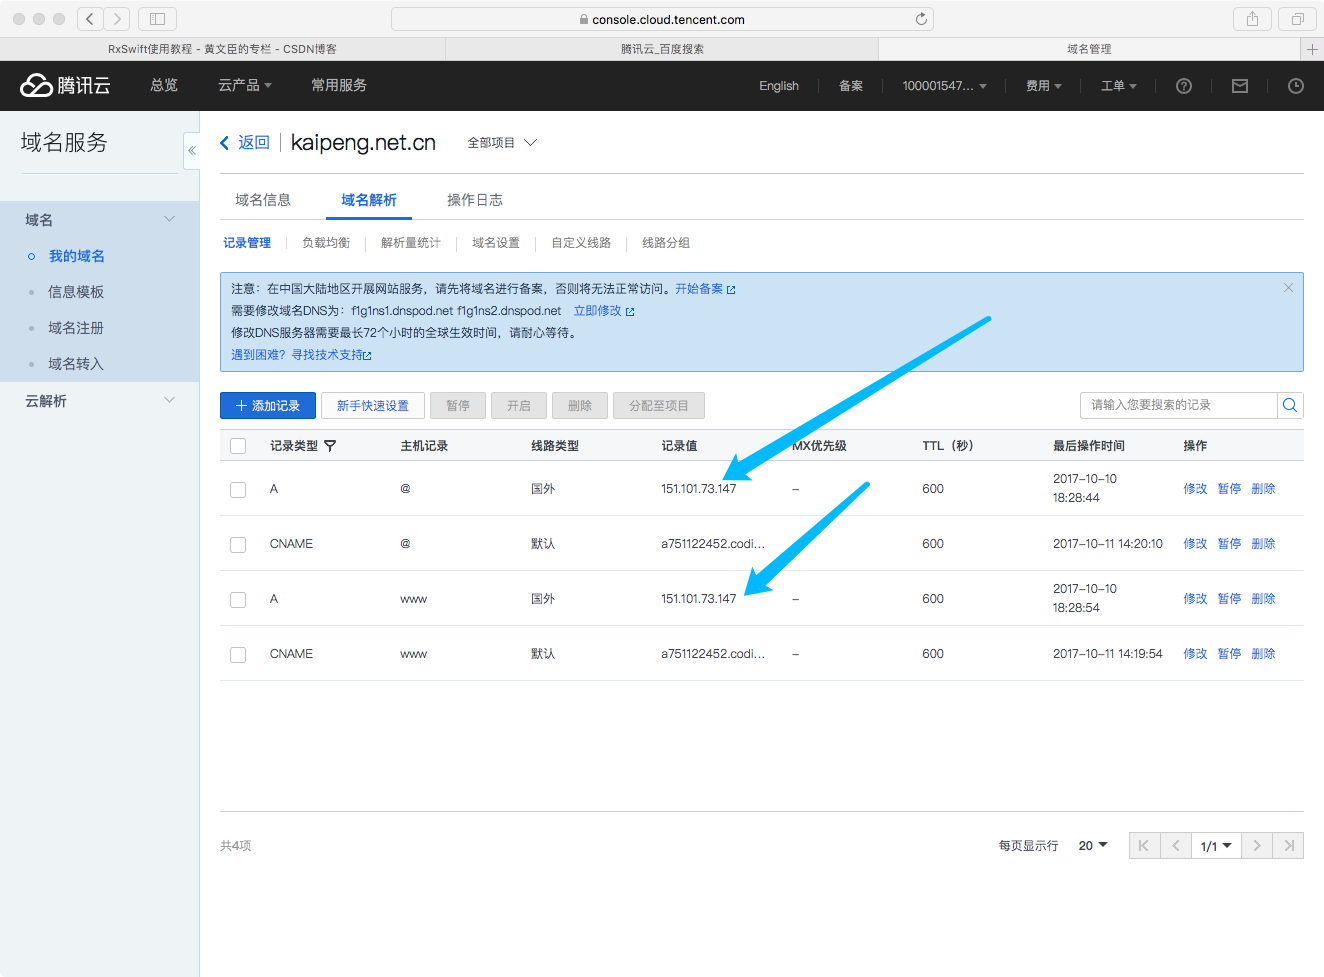 console.cloud.tencent.com
RxSwift使用教程 - 黄文臣的专栏 - CSDN博客
腾讯云_百度搜索
域名管理
腾讯云
总览
云产品
常用服务
English
备案
100001547...
费用
工单
域名服务
返回
kaipeng.net.cn
全部项目
域名信息
域名解析
操作日志
域名
我的域名
信息模板
域名注册
域名转入
云解析
记录管理
负载均衡
解析量统计
域名设置
自定义线路
线路分组
注意：在中国大陆地区开展网站服务，请先将域名进行备案，否则将无法正常访问。开始备案
需要修改域名DNS为：f1g1ns1.dnspod.net f1g1ns2.dnspod.net 立即修改
修改DNS服务器需要最长72个小时的全球生效时间，请耐心等待。
遇到困难？寻找技术支持
添加记录
新手快速设置
暂停
开启
删除
分配至项目
请输入您要搜索的记录
记录类型 主机记录 线路类型 记录值 MX优先级 TTL（秒） 最后操作时间 操作
A @ 国外 151.101.73.147 – 600 2017-10-10 18:28:44 修改 暂停 删除
CNAME @ 默认 a751122452.codi... 600 2017-10-11 14:20:10 修改 暂停 删除
A www 国外 151.101.73.147 – 600 2017-10-10 18:28:54 修改 暂停 删除
CNAME www 默认 a751122452.codi... – 600 2017-10-11 14:19:54 修改 暂停 删除
共4项
每页显示行 20
1/1